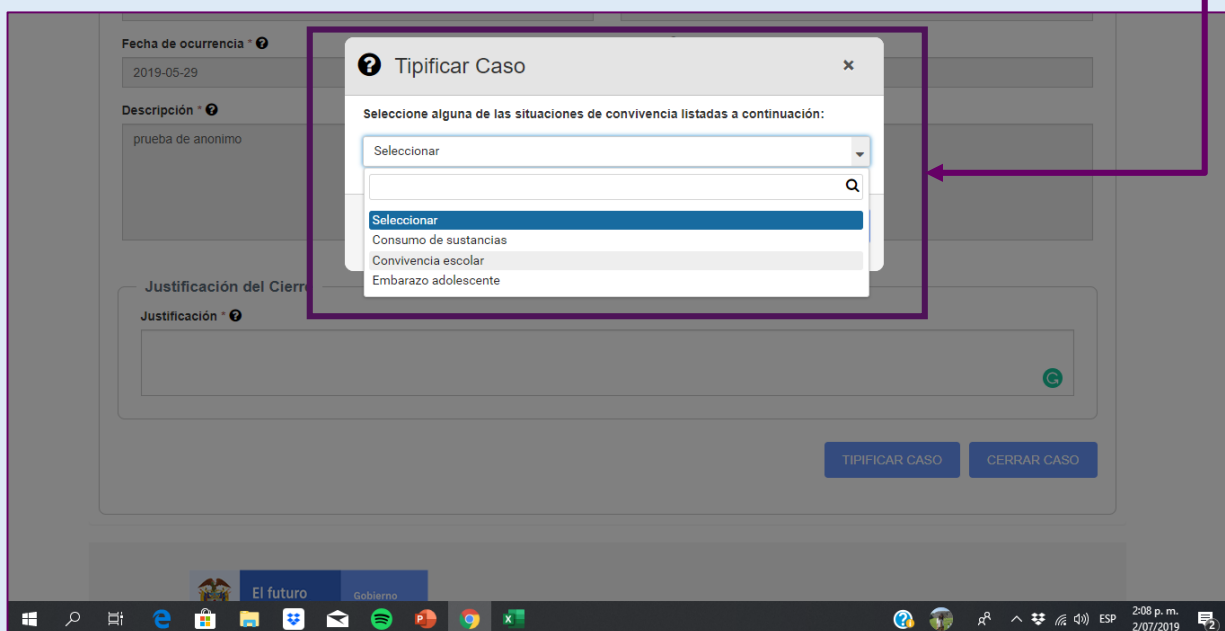 Fecha de ocurrencia *
2019-05-29
Descripción *
prueba de anonimo
Tipificar Caso
×
Seleccione alguna de las situaciones de convivencia listadas a continuación:
Seleccionar
Seleccionar
Consumo de sustancias
Convivencia escolar
Embarazo adolescente
Justificación del Cierre
Justificación *
TIPIFICAR CASO
CERRAR CASO
El futuro
Gobierno
ESP
2:08 p. m.
2/07/2019
2